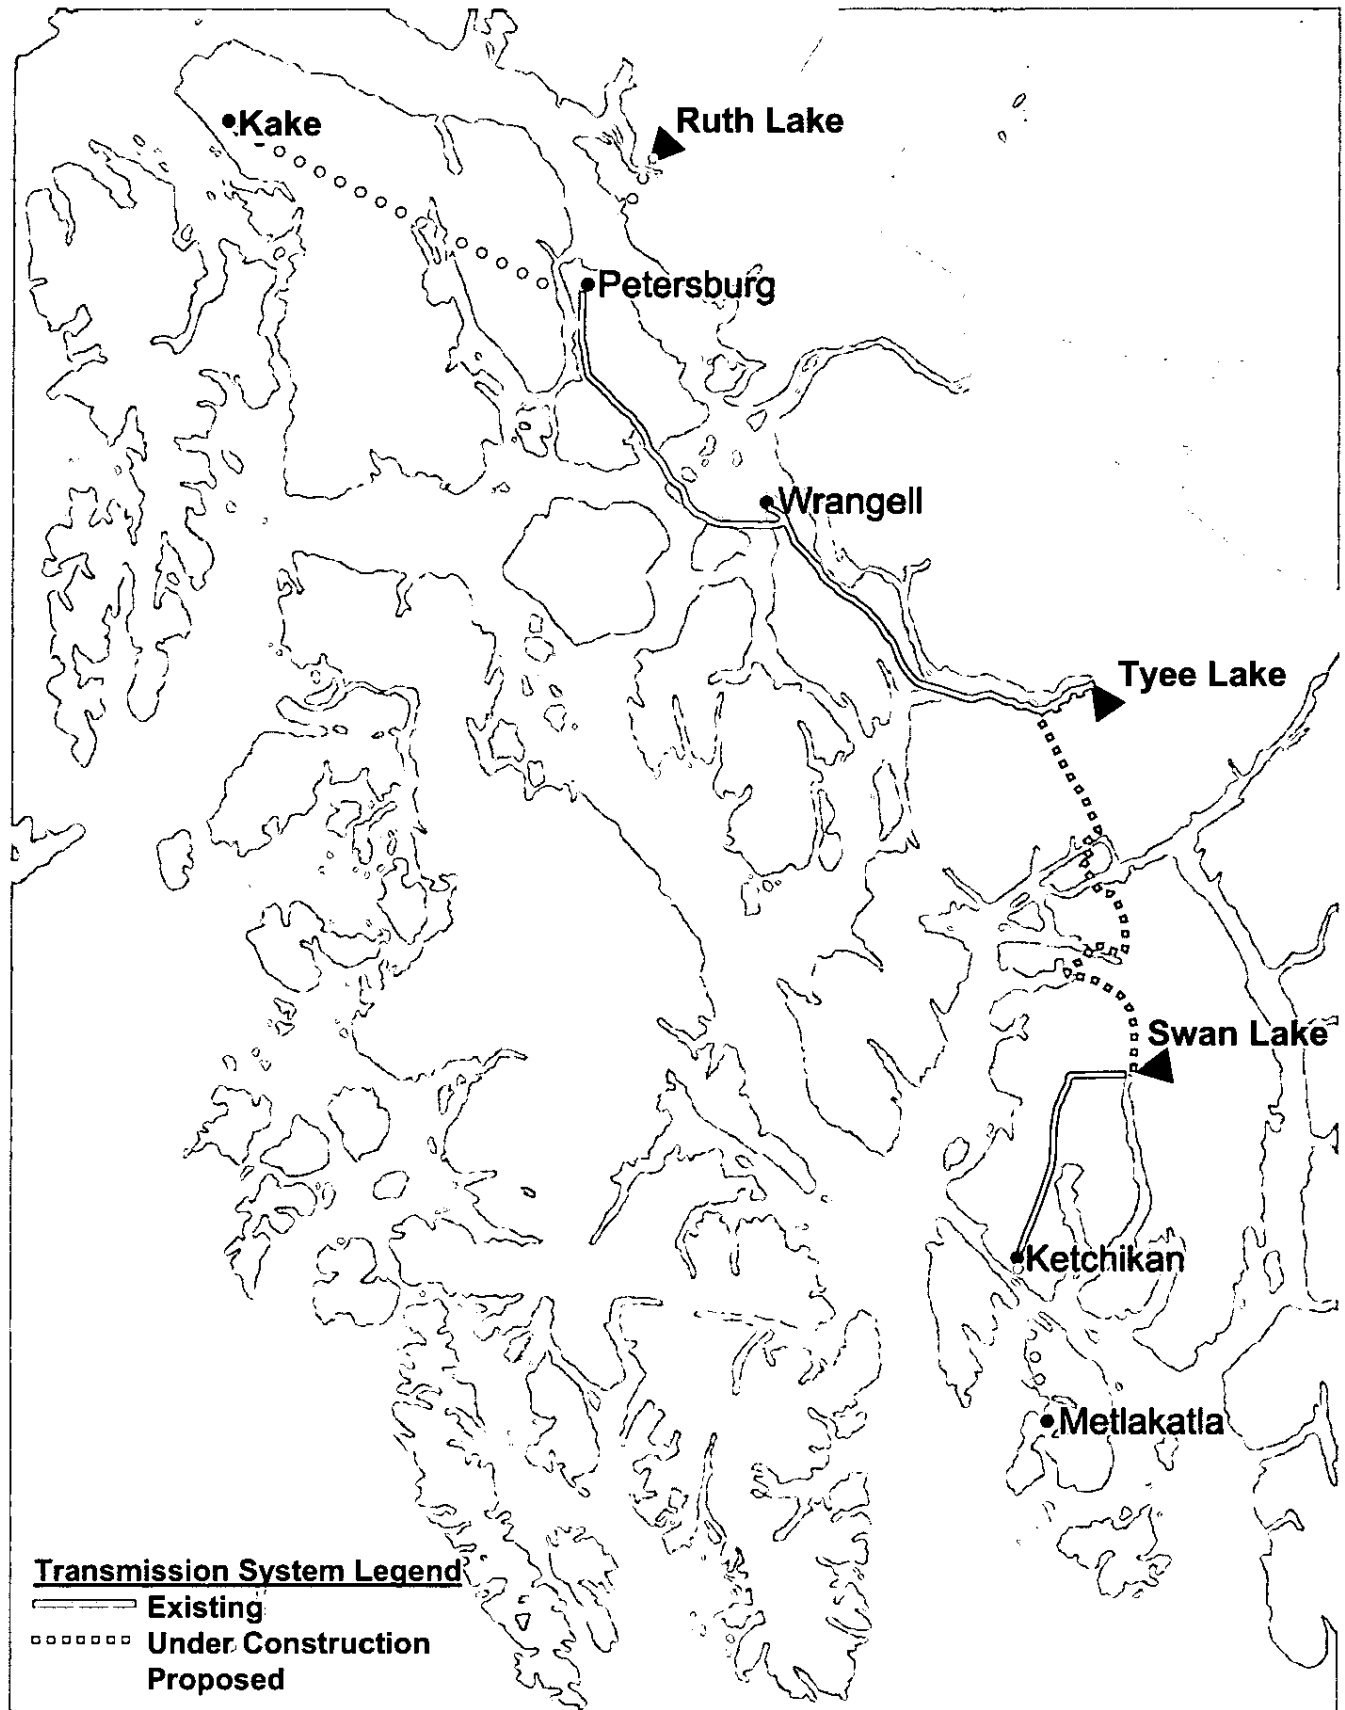 Kake
Ruth Lake
Petersburg
Wrangell
Tyee Lake
Swan Lake
Ketchikan
Metlakatla
Transmission System Legend
Existing
Under Construction
Proposed